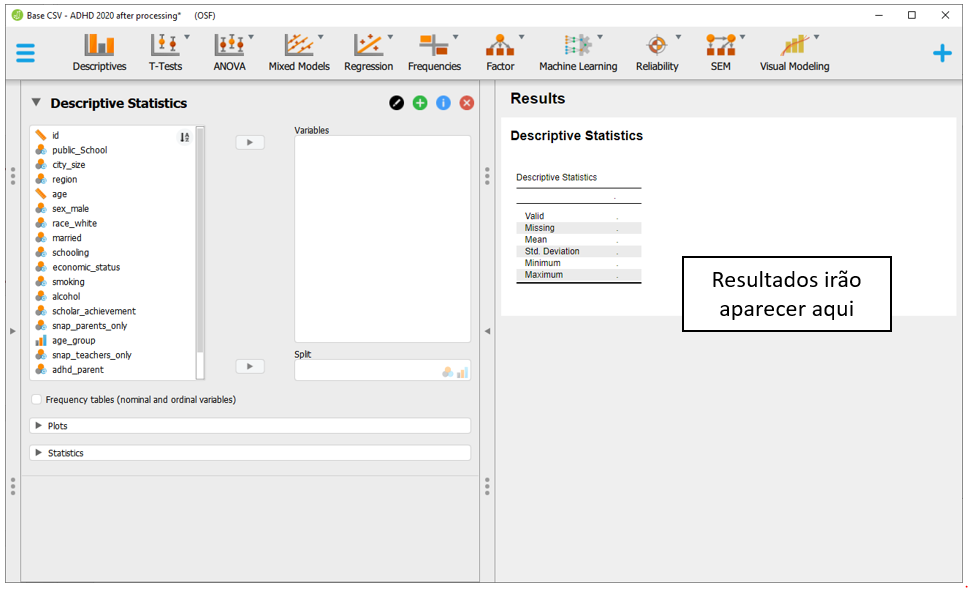 Base CSV - ADHD 2020 after processing* (OSF)
Descriptives T-Tests ANOVA Mixed Models Regression Frequencies Factor Machine Learning Reliability SEM Visual Modeling
Descriptive Statistics
id
public_School
city_size
region
age
sex_male
race_white
married
schooling
economic_status
smoking
alcohol
scholar_achievement
snap_parents_only
age_group
snap_teachers_only
adhd_parent
Variables
Split
Frequency tables (nominal and ordinal variables)
Plots
Statistics
Results
Descriptive Statistics
Descriptive Statistics
.
Valid .
Missing .
Mean .
Std. Deviation .
Minimum .
Maximum .
Resultados irão
aparecer aqui